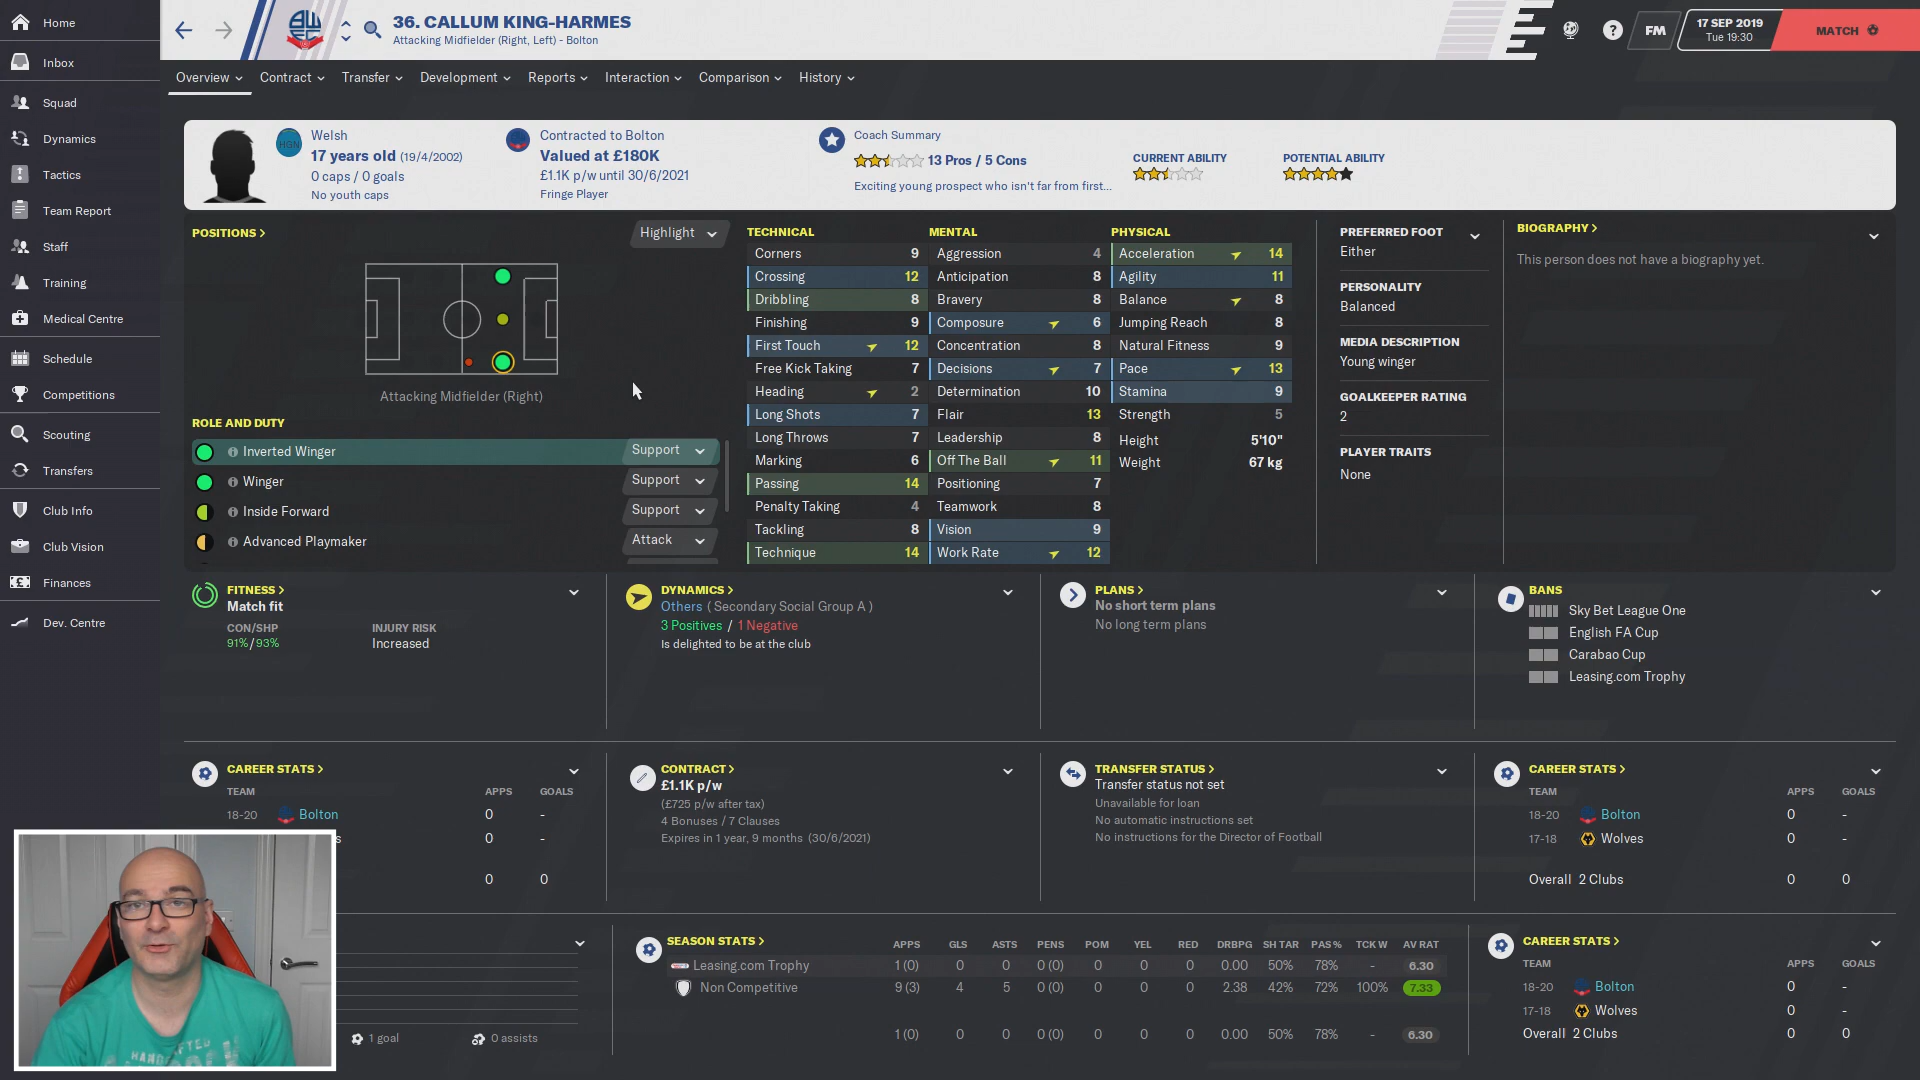 Home
Inbox
Squad
Dynamics
Tactics
Team Report
Staff
Training
Medical Centre
Schedule
Competitions
Scouting
Transfers
Club Info
Club Vision
Finances
Dev. Centre
36. CALLUM KING-HARMES
Attacking Midfielder (Right, Left) - Bolton
FM
17 SEP 2019
Tue 19:30
MATCH
Overview Contract Transfer Development Reports Interaction Comparison History
HGN
Welsh
17 years old (19/4/2002)
0 caps / 0 goals
No youth caps
Contracted to Bolton
Valued at £180K
£1.1K p/w until 30/6/2021
Fringe Player
Coach Summary
13 Pros / 5 Cons
Exciting young prospect who isn't far from first...
CURRENT ABILITY
POTENTIAL ABILITY
POSITIONS >
Highlight
Attacking Midfielder (Right)
ROLE AND DUTY
Inverted Winger Support
Winger Support
Inside Forward Support
Advanced Playmaker Attack
TECHNICAL
Corners 9
Crossing 12
Dribbling 8
Finishing 9
First Touch 12
Free Kick Taking 7
Heading 2
Long Shots 7
Long Throws 7
Marking 6
Passing 14
Penalty Taking 4
Tackling 8
Technique 14
MENTAL
Aggression 4
Anticipation 8
Bravery 8
Composure 6
Concentration 8
Decisions 7
Determination 10
Flair 13
Leadership 8
Off The Ball 11
Positioning 7
Teamwork 8
Vision 9
Work Rate 12
PHYSICAL
Acceleration 14
Agility 11
Balance 8
Jumping Reach 8
Natural Fitness 9
Pace 13
Stamina 9
Strength 5
Height 5'10"
Weight 67 kg
PREFERRED FOOT
Either
PERSONALITY
Balanced
MEDIA DESCRIPTION
Young winger
GOALKEEPER RATING
2
PLAYER TRAITS
None
BIOGRAPHY >
This person does not have a biography yet.
FITNESS >
Match fit
CON/SHP
91%/93%
INJURY RISK
Increased
DYNAMICS >
Others ( Secondary Social Group A )
3 Positives / 1 Negative
Is delighted to be at the club
PLANS >
No short term plans
No long term plans
BANS
Sky Bet League One
English FA Cup
Carabao Cup
Leasing.com Trophy
CAREER STATS >
TEAM APPS GOALS
18-20 Bolton 0 -
s 0 -
0 0
CONTRACT >
£1.1K p/w
(£725 p/w after tax)
4 Bonuses / 7 Clauses
Expires in 1 year, 9 months (30/6/2021)
TRANSFER STATUS >
Transfer status not set
Unavailable for loan
No automatic instructions set
No instructions for the Director of Football
CAREER STATS >
TEAM APPS GOALS
18-20 Bolton 0 -
17-18 Wolves 0 -
Overall 2 Clubs 0 0
1 goal 0 assists
SEASON STATS > APPS GLS ASTS PENS POM YEL RED DRBPG SH TAR PAS% TCK W AV RAT
Leasing.com Trophy 1 (0) 0 0 0 (0) 0 0 0 0.00 50% 78% - 6.30
Non Competitive 9 (3) 4 5 0 (0) 0 0 0 2.38 42% 72% 100% 7.33
1 (0) 0 0 0 (0) 0 0 0 0.00 50% 78% - 6.30
CAREER STATS >
TEAM APPS GOALS
18-20 Bolton 0 -
17-18 Wolves 0 -
Overall 2 Clubs 0 0